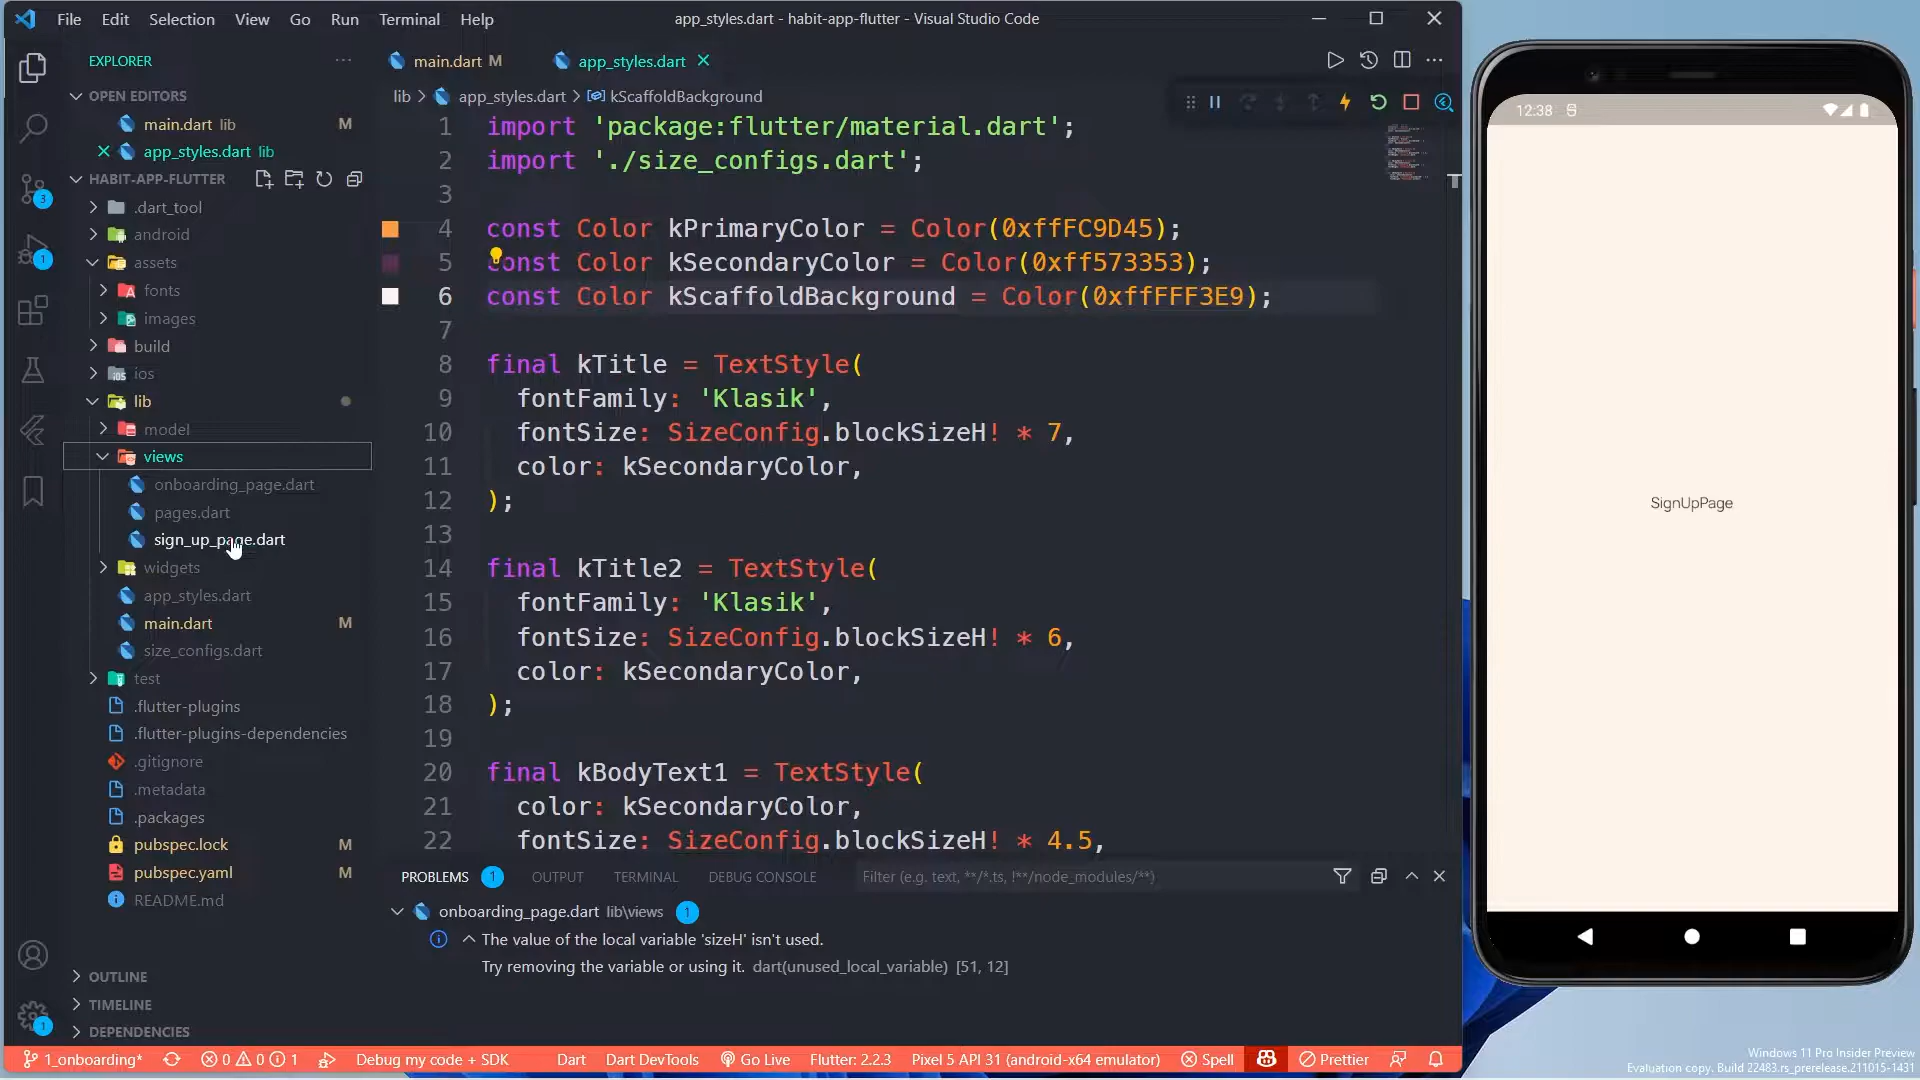 File Edit Selection View Go Run Terminal Help
app_styles.dart - habit-app-flutter - Visual Studio Code
EXPLORER
OPEN EDITORS
main.dart lib M
app_styles.dart lib
HABIT-APP-FLUTTER
.dart_tool
android
assets
fonts
images
build
ios
lib
model
views
onboarding_page.dart
pages.dart
sign_up_page.dart
widgets
app_styles.dart
main.dart M
size_configs.dart
test
.flutter-plugins
.flutter-plugins-dependencies
.gitignore
.metadata
.packages
pubspec.lock M
pubspec.yaml M
README.md
OUTLINE
TIMELINE
DEPENDENCIES
3
1
1
main.dart M app_styles.dart
lib > app_styles.dart > kScaffoldBackground
1 import 'package:flutter/material.dart';
2 import './size_configs.dart';
3
4 const Color kPrimaryColor = Color(0xffFC9D45);
5 const Color kSecondaryColor = Color(0xff573353);
6 const Color kScaffoldBackground = Color(0xffFFF3E9);
7
8 final kTitle = TextStyle(
9 fontFamily: 'Klasik',
10 fontSize: SizeConfig.blockSizeH! * 7,
11 color: kSecondaryColor,
12 );
13
14 final kTitle2 = TextStyle(
15 fontFamily: 'Klasik',
16 fontSize: SizeConfig.blockSizeH! * 6,
17 color: kSecondaryColor,
18 );
19
20 final kBodyText1 = TextStyle(
21 color: kSecondaryColor,
22 fontSize: SizeConfig.blockSizeH! * 4.5,
PROBLEMS 1 OUTPUT TERMINAL DEBUG CONSOLE Filter (e.g. text, **/*.ts, !**/node_modules/**)
onboarding_page.dart lib\views 1
The value of the local variable 'sizeH' isn't used.
Try removing the variable or using it. dart(unused_local_variable) [51, 12]
1_onboarding* 0 0 1 Debug my code + SDK Dart Dart DevTools Go Live Flutter: 2.2.3 Pixel 5 API 31 (android-x64 emulator) Spell Prettier
12:38
SignUpPage
Windows 11 Pro Insider Preview
Evaluation copy. Build 22483.rs_prerelease.211015-1431